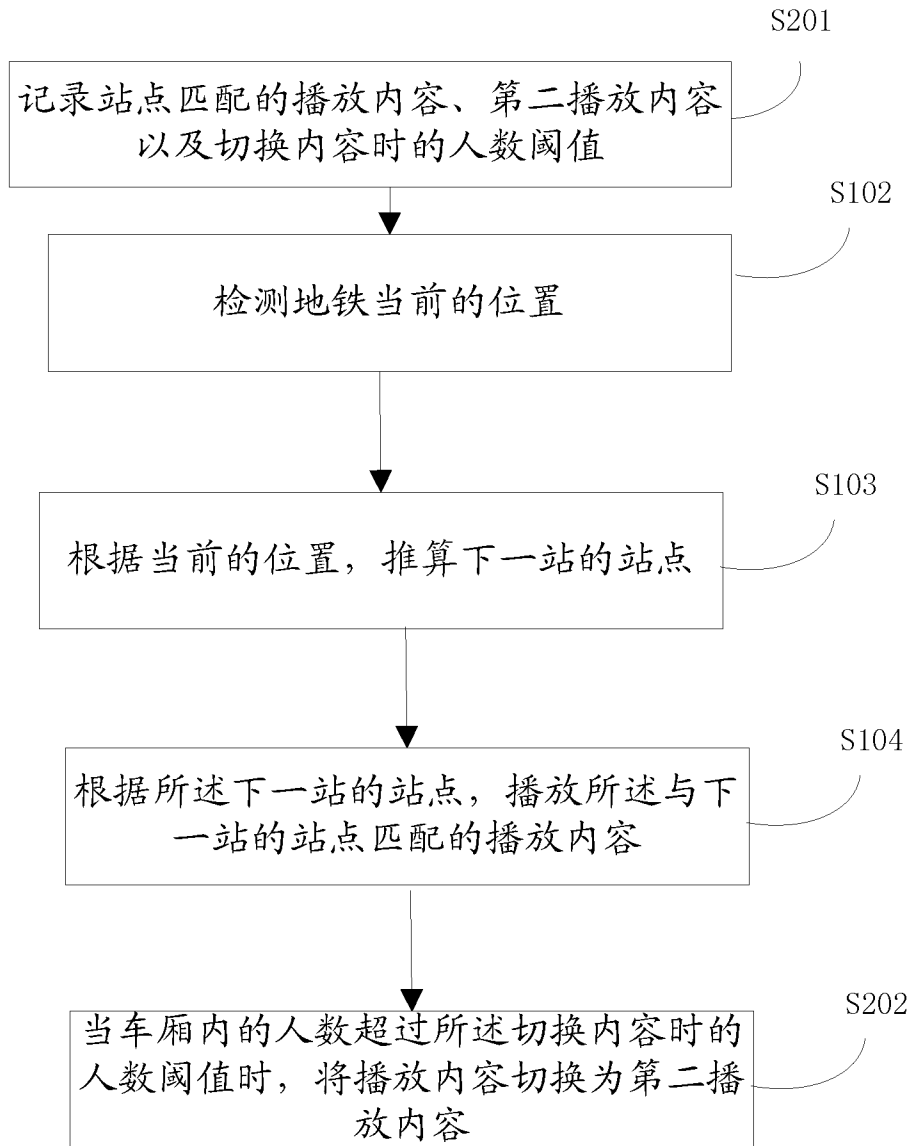 S201
记录站点匹配的播放内容、第二播放内容
以及切换内容时的人数阈值
S102
检测地铁当前的位置
S103
根据当前的位置，推算下一站的站点
S104
根据所述下一站的站点，播放所述与下
一站的站点匹配的播放内容
S202
当车厢内的人数超过所述切换内容时的
人数阈值时，将播放内容切换为第二播
放内容